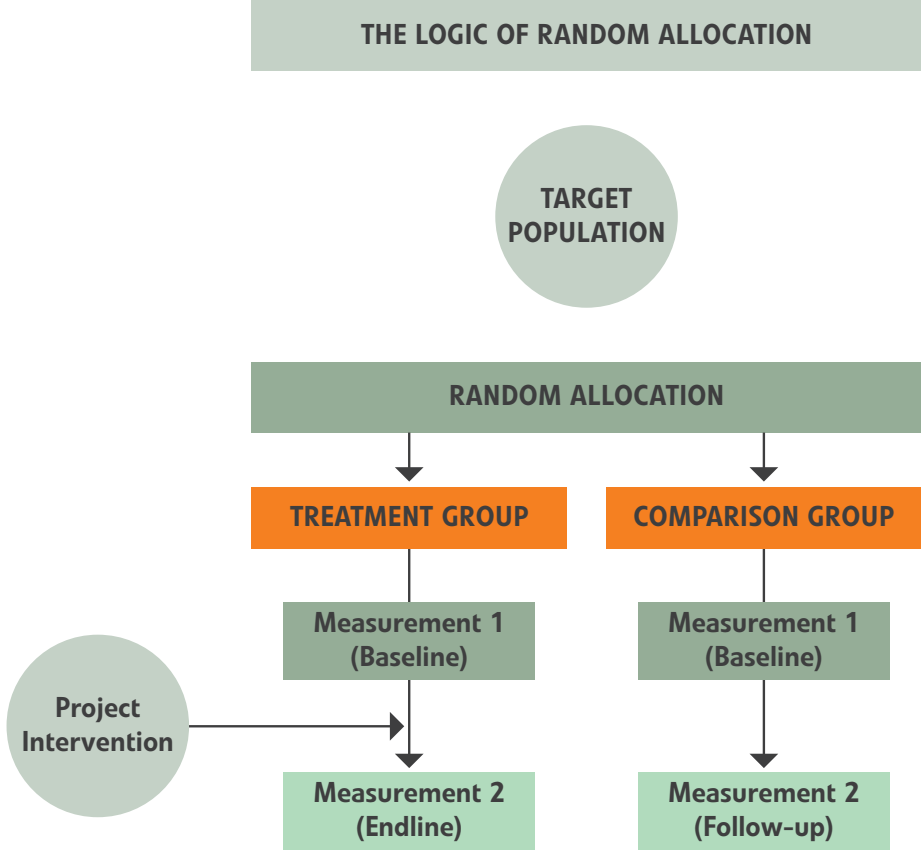 THE LOGIC OF RANDOM ALLOCATION
TARGET
POPULATION
RANDOM ALLOCATION
TREATMENT GROUP
COMPARISON GROUP
Measurement 1
(Baseline)
Measurement 1
(Baseline)
Project
Intervention
Measurement 2
(Endline)
Measurement 2
(Follow-up)